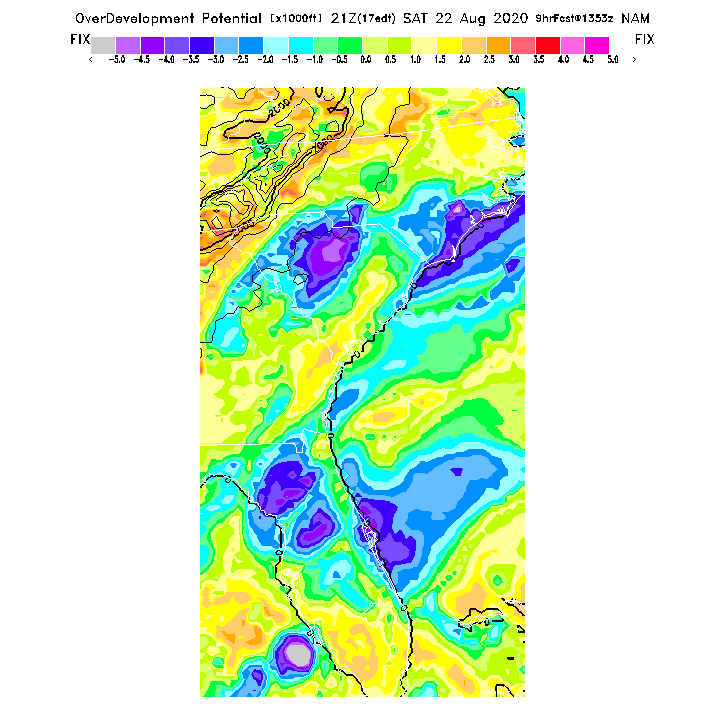 OverDevelopment Potential [x1000ft] 21Z(17edt) SAT 22 Aug 2020 9hrFcst@1353z NAM
FIX FIX
< -5.0 -4.5 -4.0 -3.5 -3.0 -2.5 -2.0 -1.5 -1.0 -0.5 0.0 0.5 1.0 1.5 2.0 2.5 3.0 3.5 4.0 4.5 5.0 >
2000